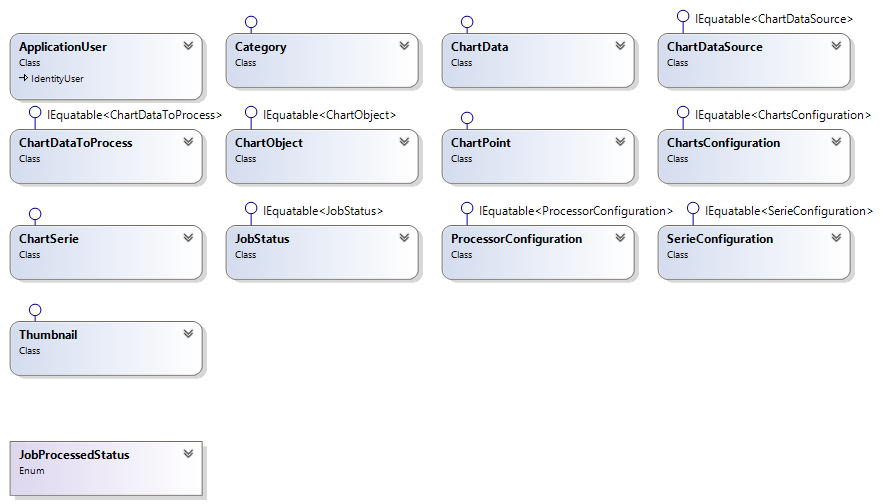 IEquatable<ChartDataSource>
ApplicationUser
Class
IdentityUser
Category
Class
ChartData
Class
ChartDataSource
Class
IEquatable<ChartDataToProcess>
IEquatable<ChartObject>
IEquatable<ChartsConfiguration>
ChartDataToProcess
Class
ChartObject
Class
ChartPoint
Class
ChartsConfiguration
Class
IEquatable<JobStatus>
IEquatable<ProcessorConfiguration>
IEquatable<SerieConfiguration>
ChartSerie
Class
JobStatus
Class
ProcessorConfiguration
Class
SerieConfiguration
Class
Thumbnail
Class
JobProcessedStatus
Enum